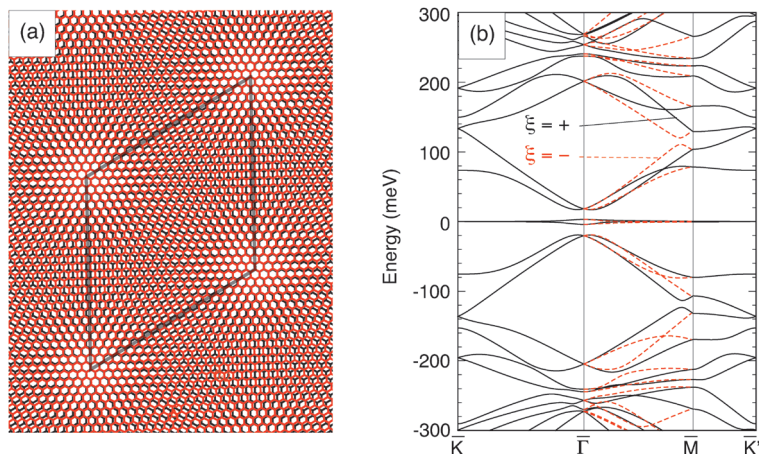 (a)
(b)
300
200
100
0
-100
-200
-300
Energy (meV)
ξ = +
ξ = −
K̅ Γ̅ M̅ K̅'